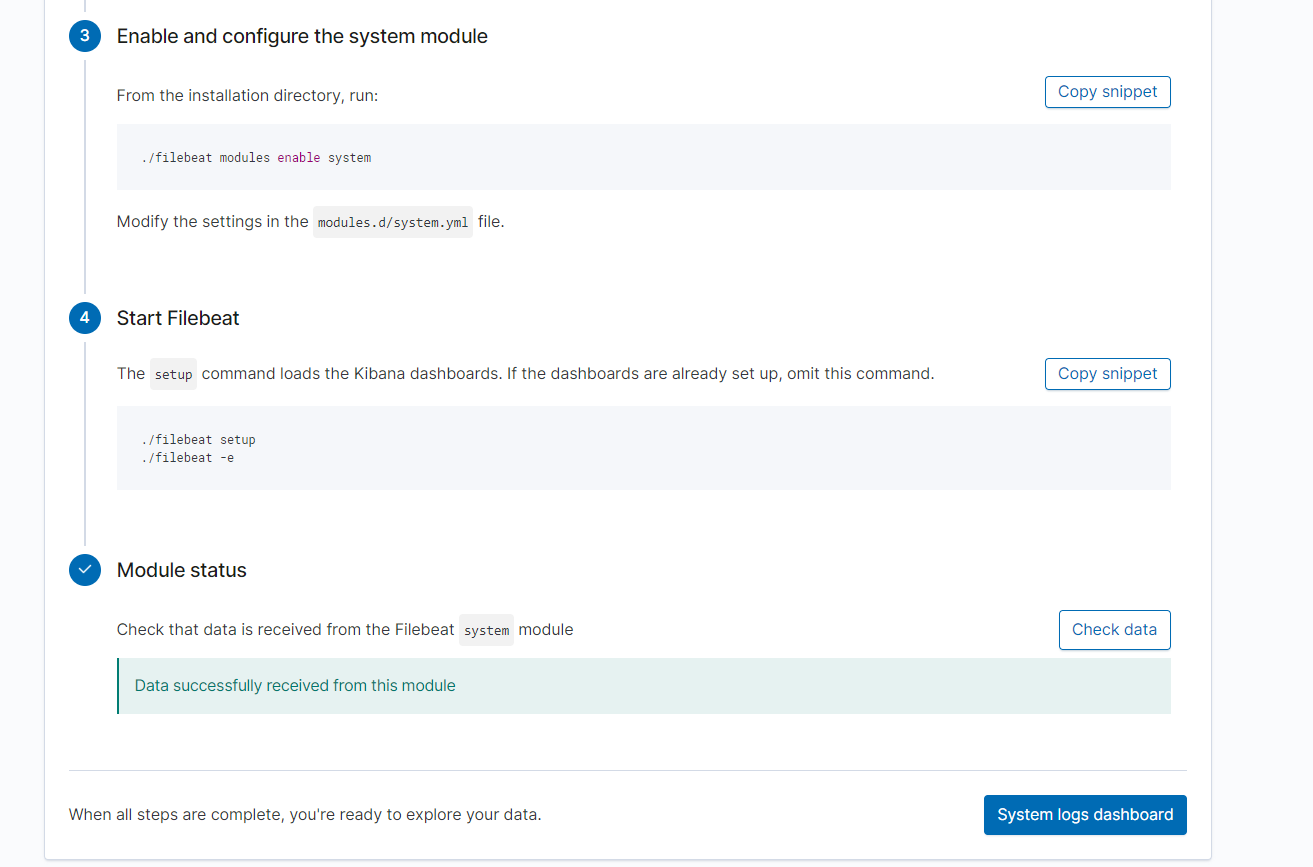 3 Enable and configure the system module
From the installation directory, run:
Copy snippet
./filebeat modules enable system
Modify the settings in the modules.d/system.yml file.
4 Start Filebeat
The setup command loads the Kibana dashboards. If the dashboards are already set up, omit this command.
Copy snippet
./filebeat setup
./filebeat -e
Module status
Check that data is received from the Filebeat system module
Check data
Data successfully received from this module
When all steps are complete, you're ready to explore your data.
System logs dashboard